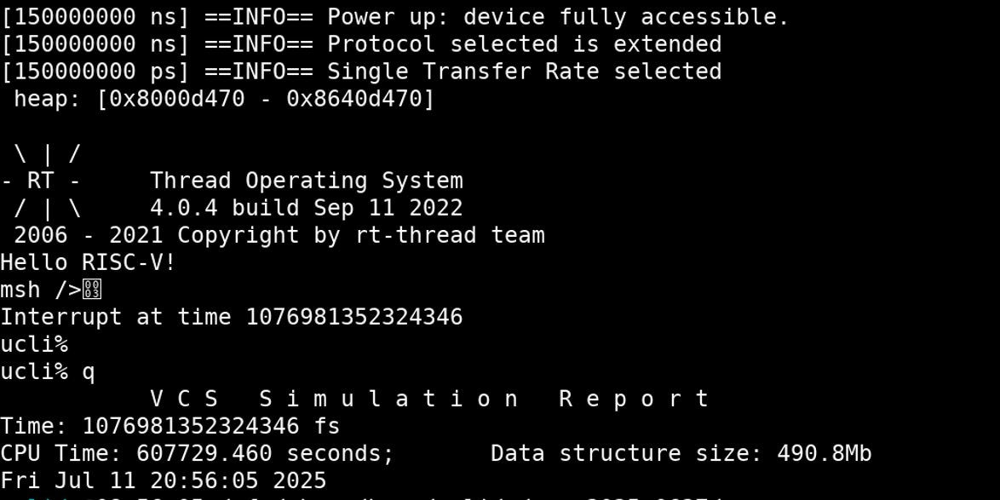 [150000000 ns] ==INFO== Power up: device fully accessible.
[150000000 ns] ==INFO== Protocol selected is extended
[150000000 ps] ==INFO== Single Transfer Rate selected
heap: [0x8000d470 - 0x8640d470]
\ | /
- RT -     Thread Operating System
/ | \     4.0.4 build Sep 11 2022
2006 - 2021 Copyright by rt-thread team
Hello RISC-V!
msh />
Interrupt at time 1076981352324346
ucli%
ucli% q
V C S   S i m u l a t i o n   R e p o r t
Time: 1076981352324346 fs
CPU Time: 607729.460 seconds;       Data structure size: 490.8Mb
Fri Jul 11 20:56:05 2025